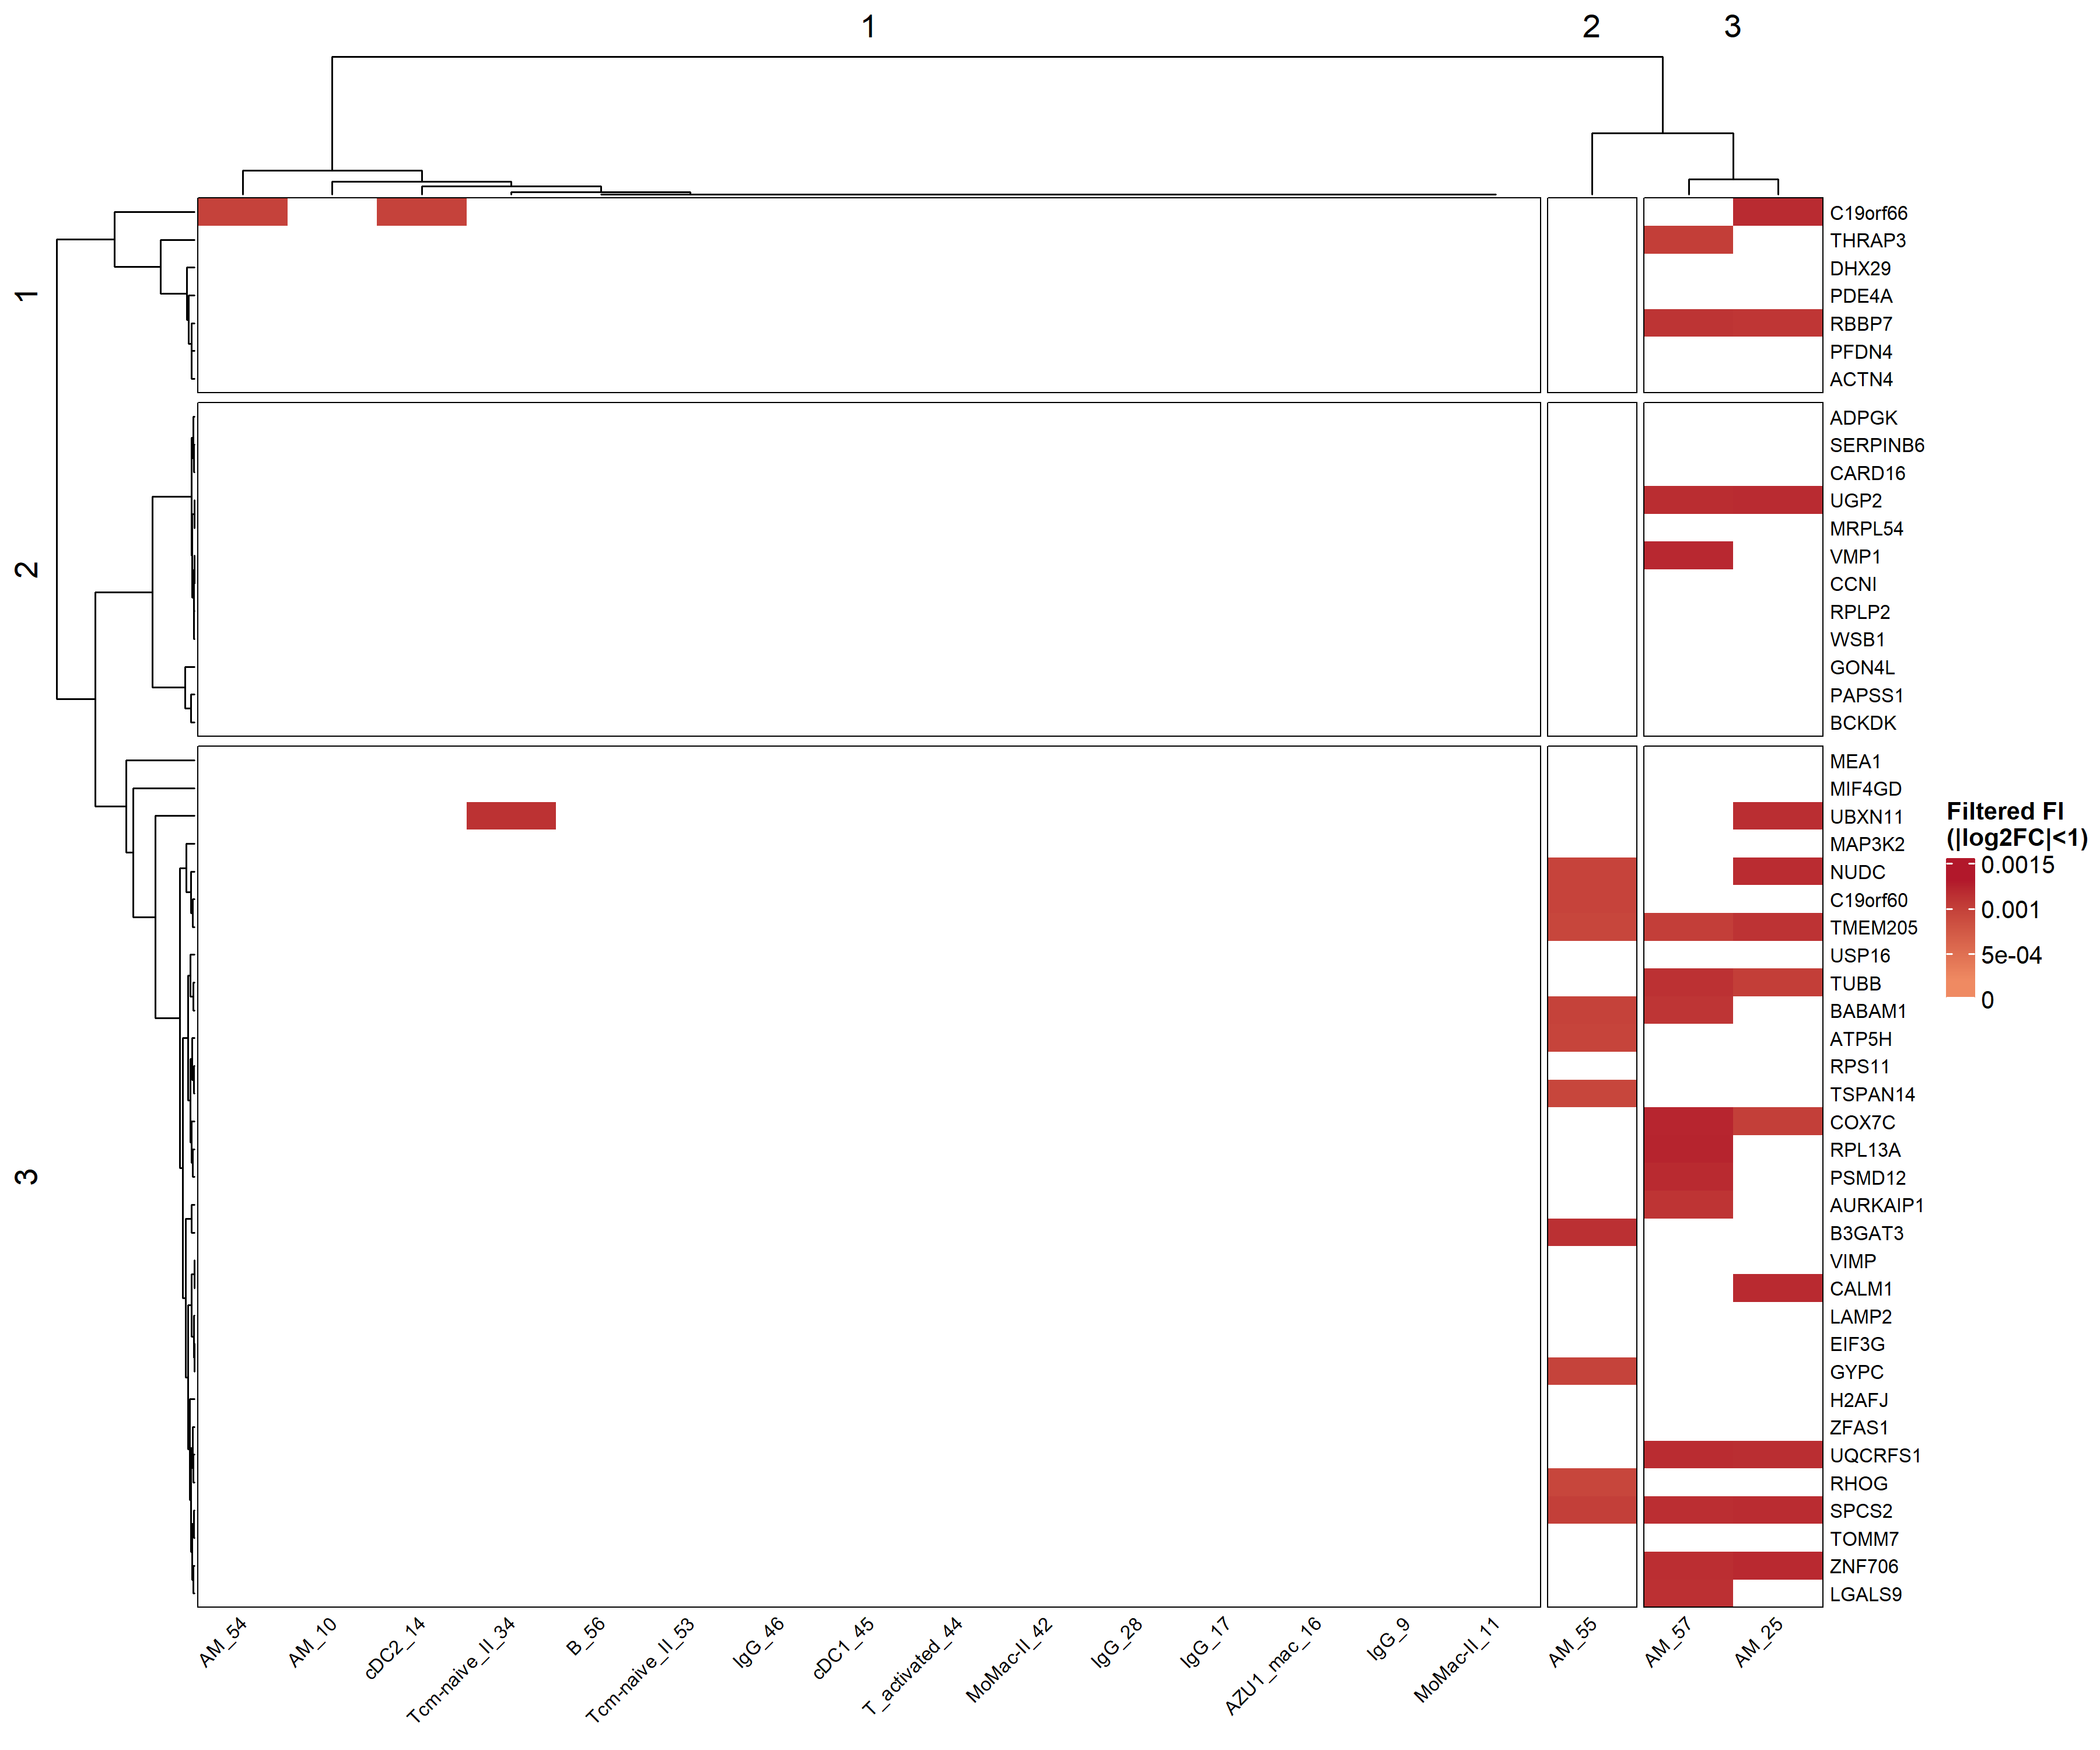 1
2
3
1
2
3
C19orf66
THRAP3
DHX29
PDE4A
RBBP7
PFDN4
ACTN4
ADPGK
SERPINB6
CARD16
UGP2
MRPL54
VMP1
CCNI
RPLP2
WSB1
GON4L
PAPSS1
BCKDK
MEA1
MIF4GD
UBXN11
MAP3K2
NUDC
C19orf60
TMEM205
USP16
TUBB
BABAM1
ATP5H
RPS11
TSPAN14
COX7C
RPL13A
PSMD12
AURKAIP1
B3GAT3
VIMP
CALM1
LAMP2
EIF3G
GYPC
H2AFJ
ZFAS1
UQCRFS1
RHOG
SPCS2
TOMM7
ZNF706
LGALS9
Filtered FI
(|log2FC|<1)
0.0015
0.001
5e-04
0
AM_54
AM_10
cDC2_14
Tcm-naive_II_34
B_56
Tcm-naive_II_53
IgG_46
cDC1_45
T_activated_44
MoMac-II_42
IgG_28
IgG_17
AZU1_mac_16
IgG_9
MoMac-II_11
AM_55
AM_57
AM_25